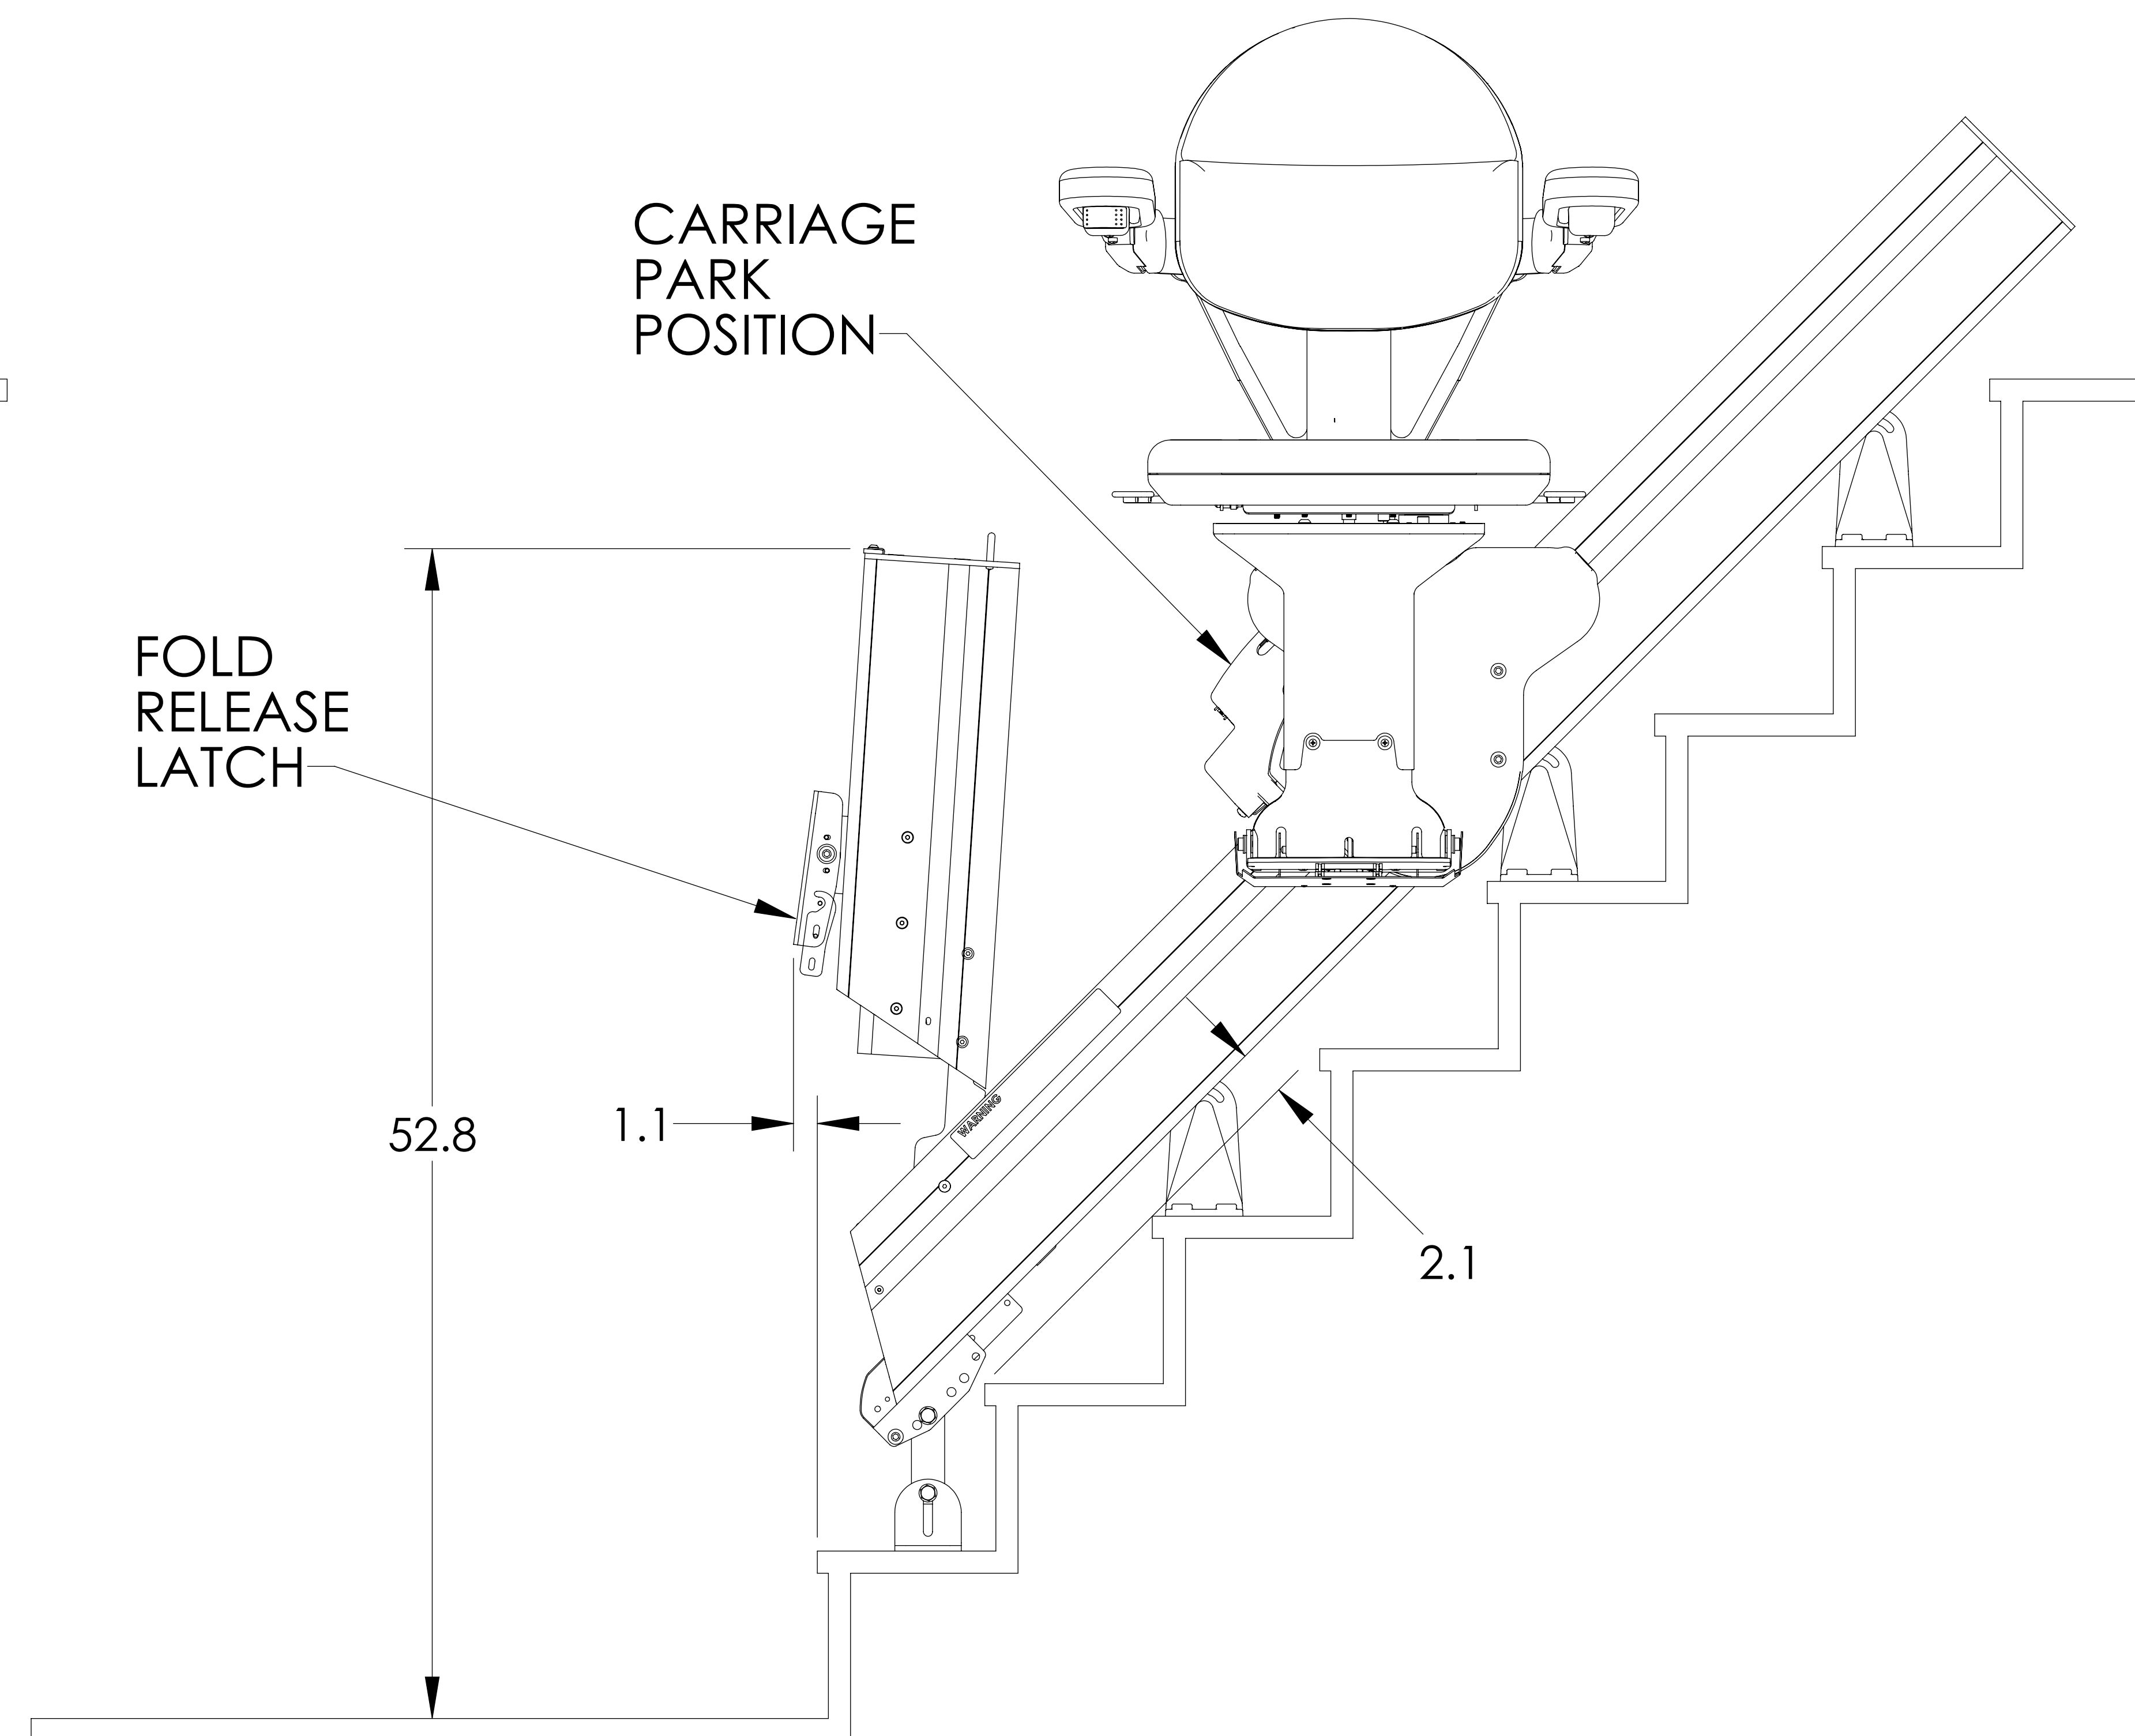 CARRIAGE
PARK
POSITION
FOLD
RELEASE
LATCH
52.8
1.1
WARNING
2.1